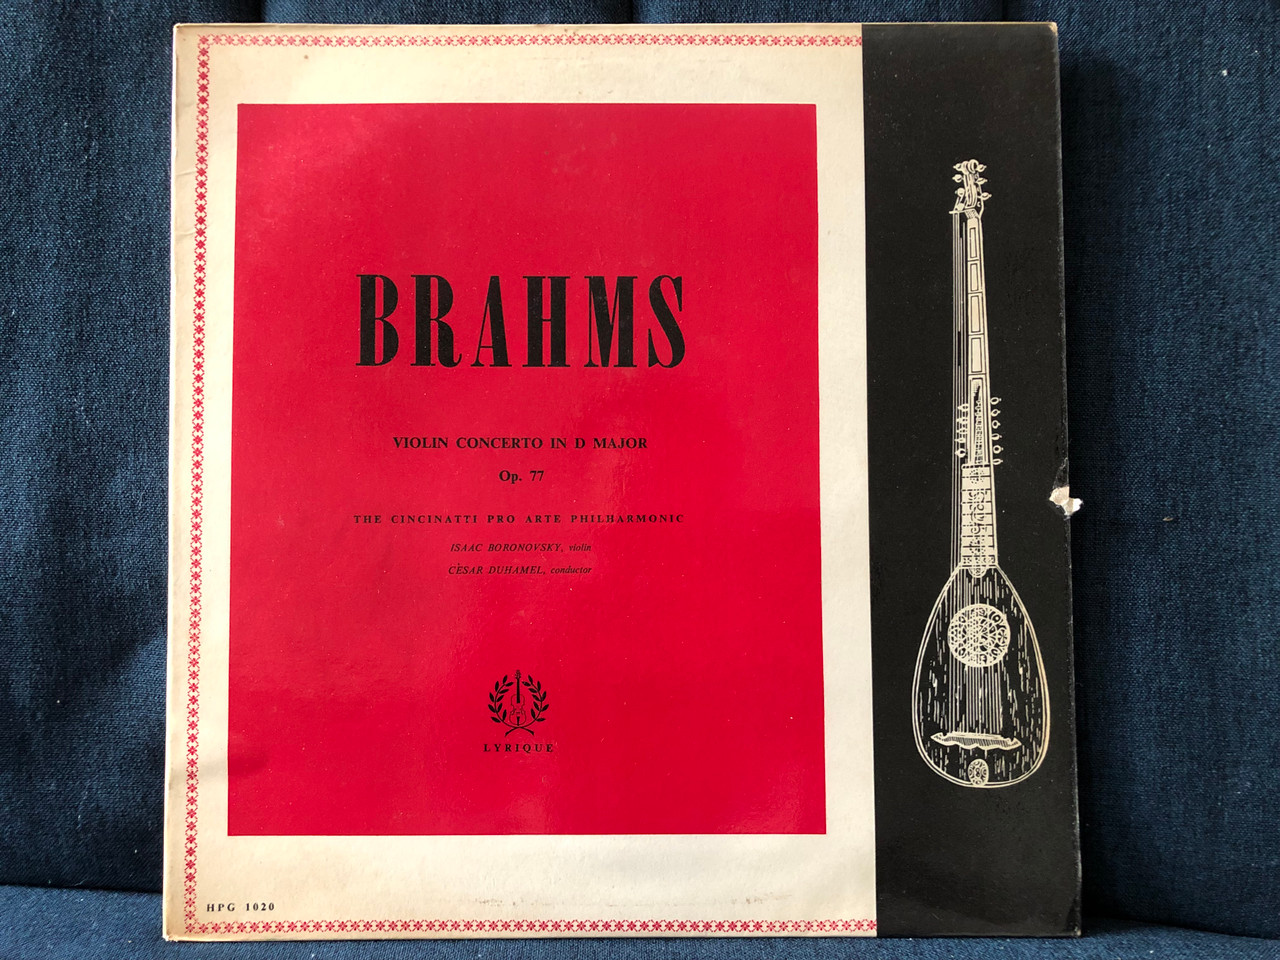 BRAHMS
VIOLIN CONCERTO IN D MAJOR
Op. 77
THE CINCINATTI PRO ARTE PHILHARMONIC
ISAAC BORONOVSKY, violin
CÈSAR DUHAMEL, conductor
LYRIQUE
HPG 1020